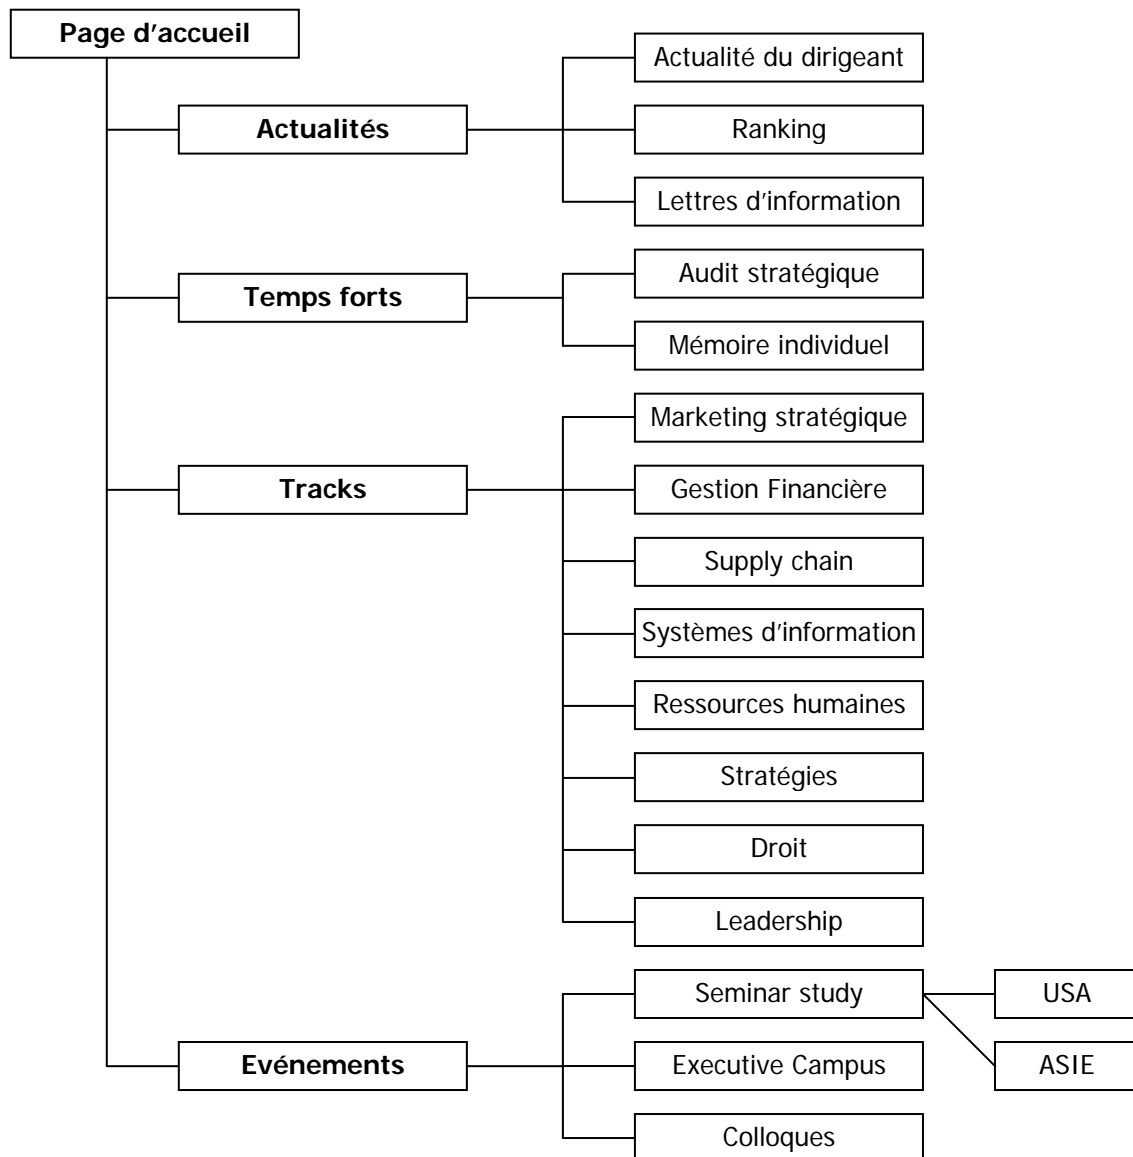 Page d’accueil
Actualités
Actualité du dirigeant
Ranking
Lettres d’information
Temps forts
Audit stratégique
Mémoire individuel
Tracks
Marketing stratégique
Gestion Financière
Supply chain
Systèmes d’information
Ressources humaines
Stratégies
Droit
Leadership
Evénements
Seminar study
USA
ASIE
Executive Campus
Colloques